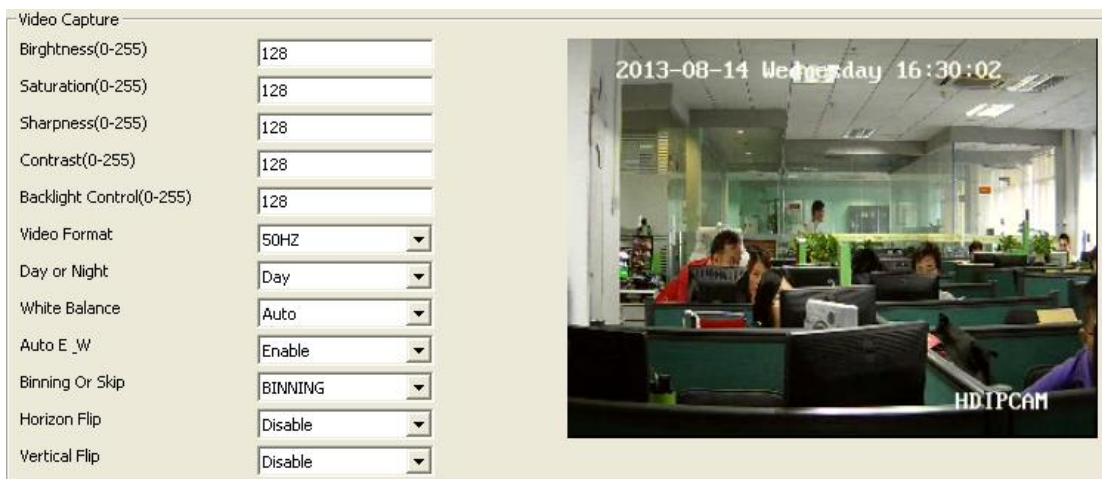 Video Capture
Birghtness(0-255) 128
Saturation(0-255) 128
Sharpness(0-255) 128
Contrast(0-255) 128
Backlight Control(0-255) 128
Video Format 50HZ
Day or Night Day
White Balance Auto
Auto E_W Enable
Binning Or Skip BINNING
Horizon Flip Disable
Vertical Flip Disable
2013-08-14 Wednesday 16:30:02
HDIPCAM